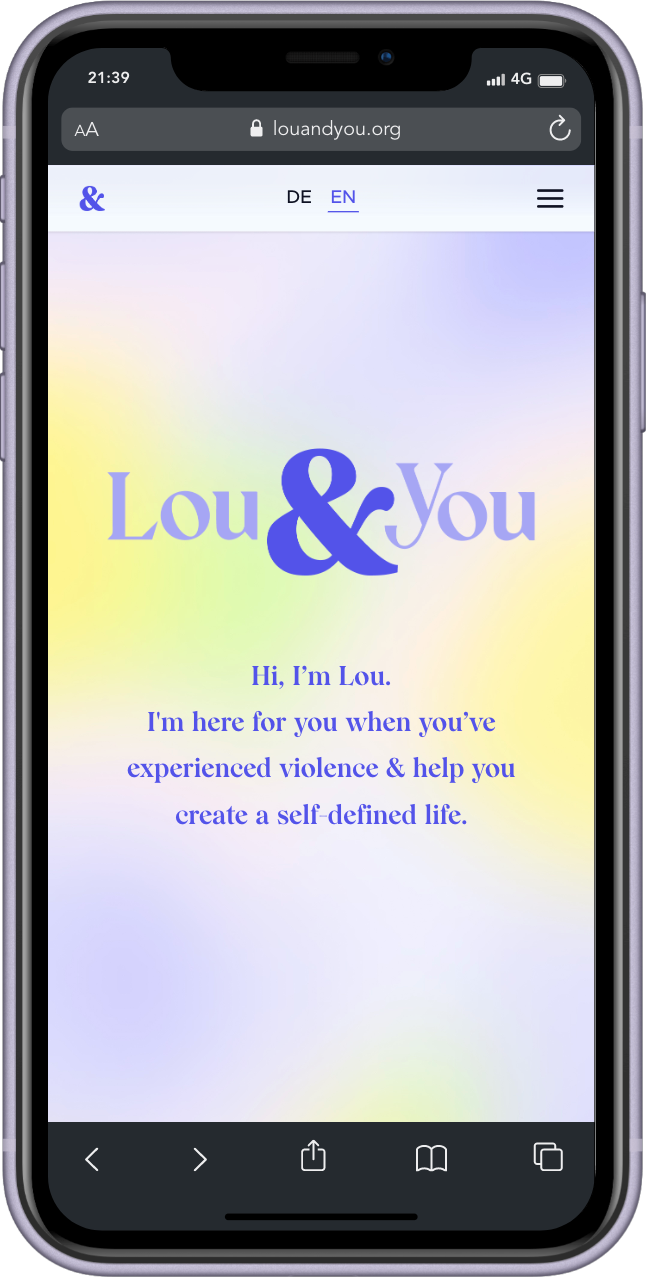 21:39
4G
AA
louandyou.org
&
DE EN
Lou&You
Hi, I’m Lou.
I'm here for you when you’ve
experienced violence & help you
create a self-defined life.